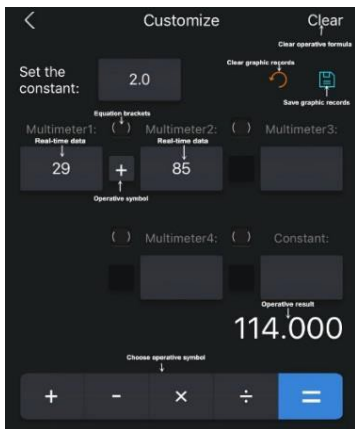 Customize
Clear
Clear operative formula
Set the constant:
2.0
Clear graphic records
Save graphic records
Equation brackets
Multimeter1:
( )
Multimeter2:
( )
Multimeter3:
Real-time data
Real-time data
29
+
85
Operative symbol
( )
Multimeter4:
( )
Constant:
Operative result
114.000
Choose operative symbol
+
-
×
÷
=